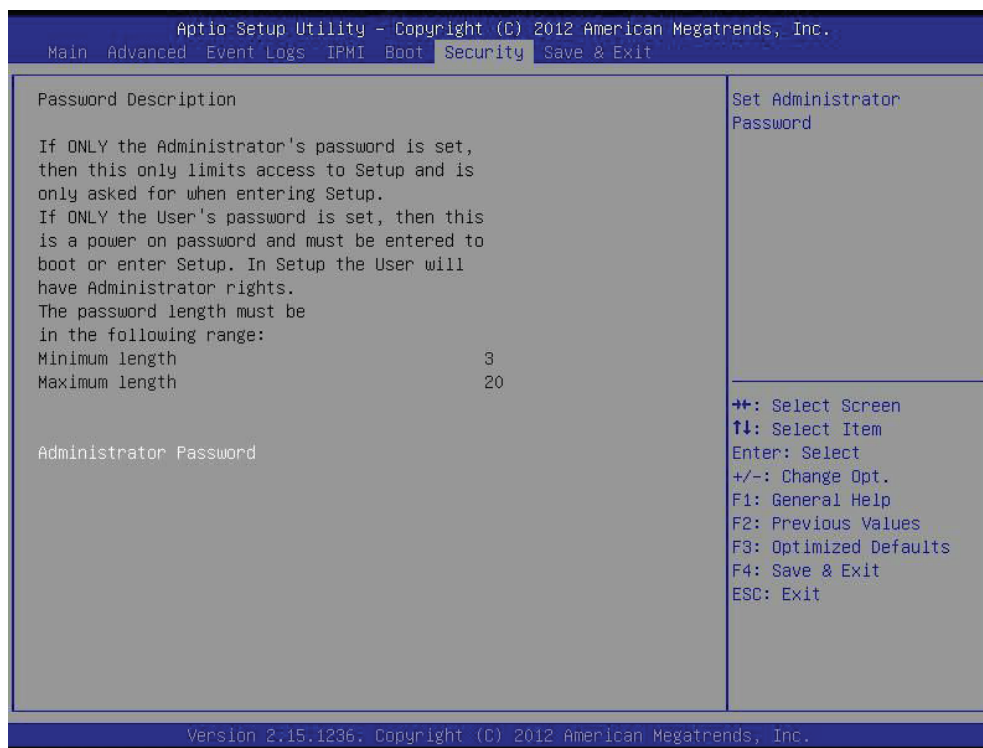 Aptio Setup Utility – Copyright (C) 2012 American Megatrends, Inc.
Main Advanced Event Logs IPMI Boot Security Save & Exit
Password Description
If ONLY the Administrator's password is set,
then this only limits access to Setup and is
only asked for when entering Setup.
If ONLY the User's password is set, then this
is a power on password and must be entered to
boot or enter Setup. In Setup the User will
have Administrator rights.
The password length must be
in the following range:
Minimum length 3
Maximum length 20
Administrator Password
Set Administrator
Password
→←: Select Screen
↑↓: Select Item
Enter: Select
+/-: Change Opt.
F1: General Help
F2: Previous Values
F3: Optimized Defaults
F4: Save & Exit
ESC: Exit
Version 2.15.1236. Copyright (C) 2012 American Megatrends, Inc.